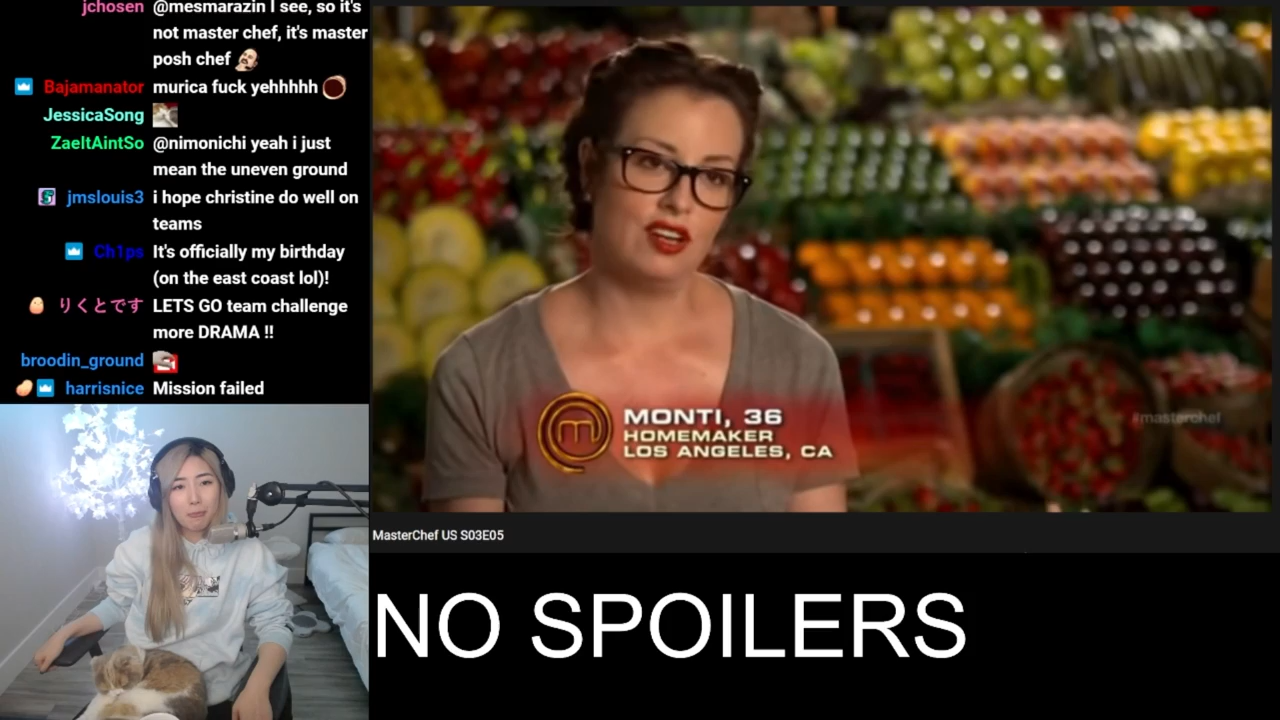 jchosen @mesmarazin I see, so it's
not master chef, it's master
posh chef
Bajamanator murica fuck yehhhhh
JessicaSong
ZaeltAintSo @nimonichi yeah i just
mean the uneven ground
jmslouis3 i hope christine do well on
teams
Ch1ps It's officially my birthday
(on the east coast lol)!
りくとです LETS GO team challenge
more DRAMA !!
broodin_ground
harrisnice Mission failed
MONTI, 36
HOMEMAKER
LOS ANGELES, CA
#masterchef
MasterChef US S03E05
NO SPOILERS